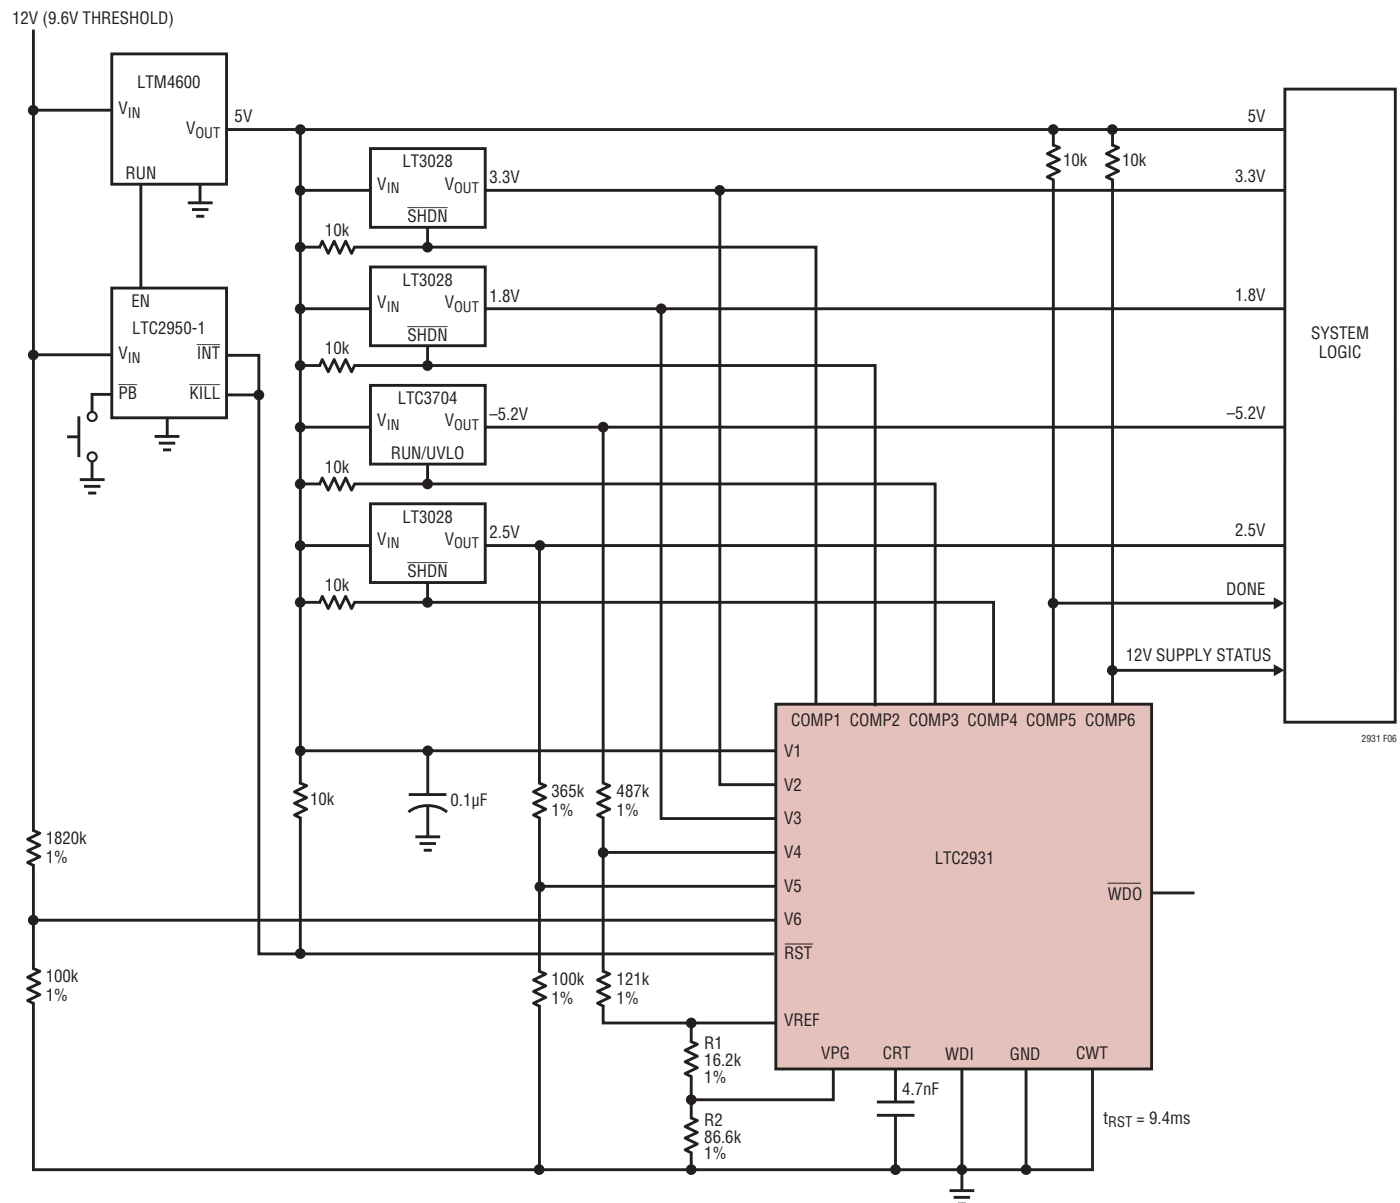 12V (9.6V THRESHOLD)
LTM4600
VIN
VOUT
RUN
5V
5V
LT3028
VIN
VOUT
SHDN
3.3V
3.3V
10k
10k
10k
LT3028
VIN
VOUT
SHDN
1.8V
1.8V
10k
EN
LTC2950-1
VIN
INT
PB
KILL
SYSTEM
LOGIC
LTC3704
VIN
VOUT
RUN/UVLO
–5.2V
–5.2V
10k
LT3028
VIN
VOUT
SHDN
2.5V
2.5V
10k
DONE
12V SUPPLY STATUS
2931 F06
COMP1
COMP2
COMP3
COMP4
COMP5
COMP6
V1
V2
V3
V4
V5
V6
RST
VREF
LTC2931
WDO
VPG
CRT
WDI
GND
CWT
10k
0.1µF
365k
1%
487k
1%
1820k
1%
100k
1%
100k
1%
121k
1%
R1
16.2k
1%
R2
86.6k
1%
4.7nF
tRST = 9.4ms